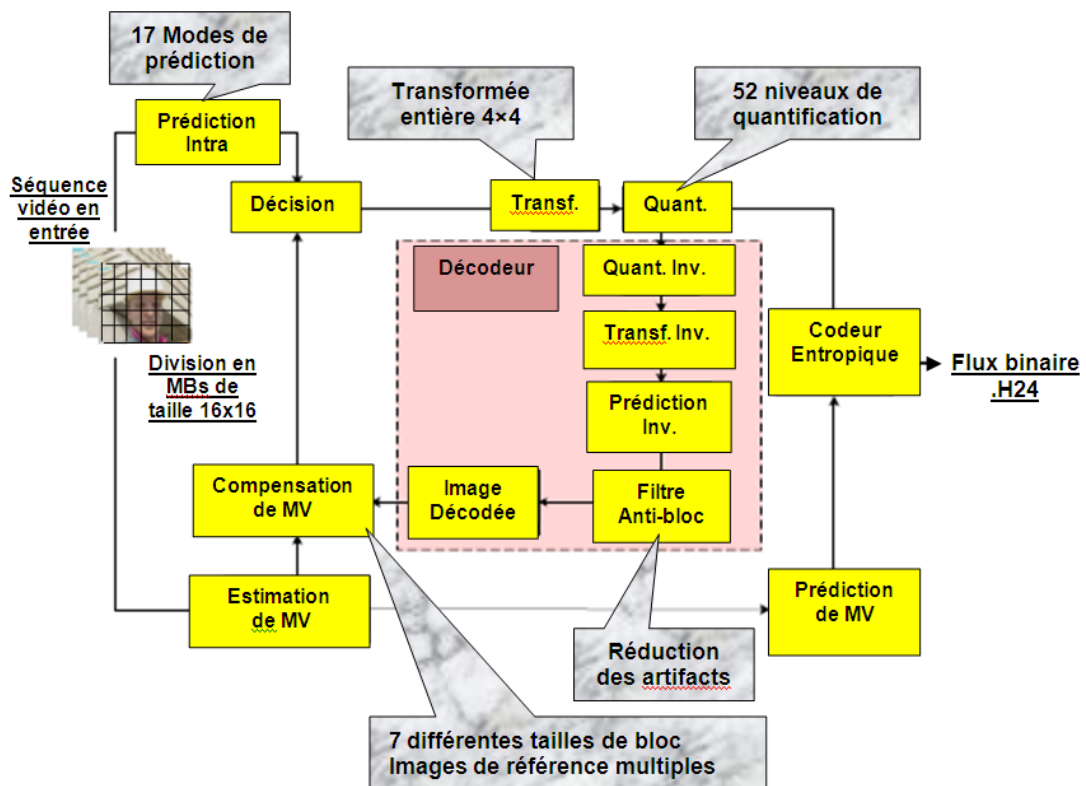 17 Modes de
prédiction
Transformée
entière 4×4
52 niveaux de
quantification
Prédiction
Intra
Séquence
vidéo en
entrée
Décision
Transf.
Quant.
Décodeur
Quant. Inv.
Transf. Inv.
Codeur
Entropique
Flux binaire
.H24
Division en
MBs de
taille 16x16
Prédiction
Inv.
Compensation
de MV
Image
Décodée
Filtre
Anti-bloc
Estimation
de MV
Prédiction
de MV
Réduction
des artifacts
7 différentes tailles de bloc
Images de référence multiples